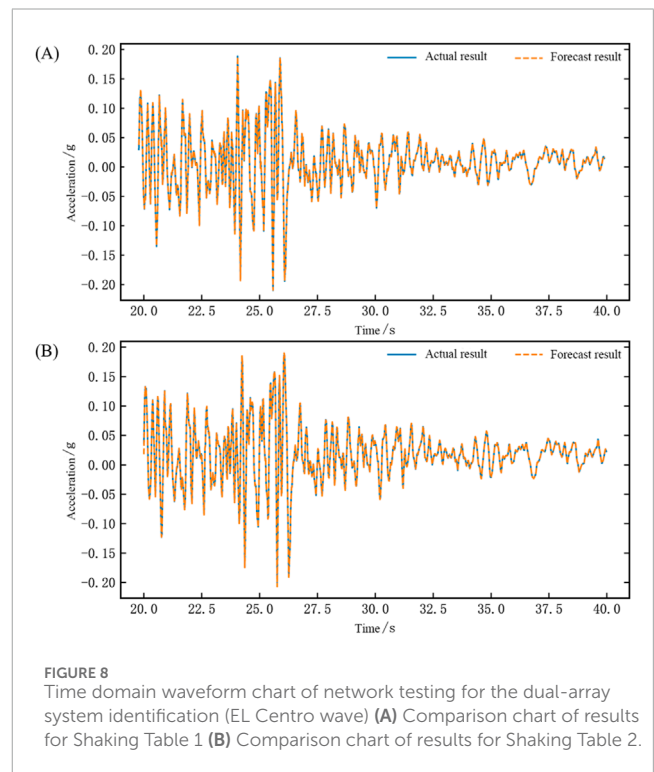 (A)
Actual result
Forecast result
0.20
0.15
0.10
0.05
0.00
−0.05
−0.10
−0.15
−0.20
Acceleration/g
20.0 22.5 25.0 27.5 30.0 32.5 35.0 37.5 40.0
Time/s
(B)
Actual result
Forecast result
0.20
0.15
0.10
0.05
0.00
−0.05
−0.10
−0.15
−0.20
Acceleration/g
20.0 22.5 25.0 27.5 30.0 32.5 35.0 37.5 40.0
Time/s
FIGURE 8
Time domain waveform chart of network testing for the dual-array
system identification (EL Centro wave) (A) Comparison chart of results
for Shaking Table 1 (B) Comparison chart of results for Shaking Table 2.